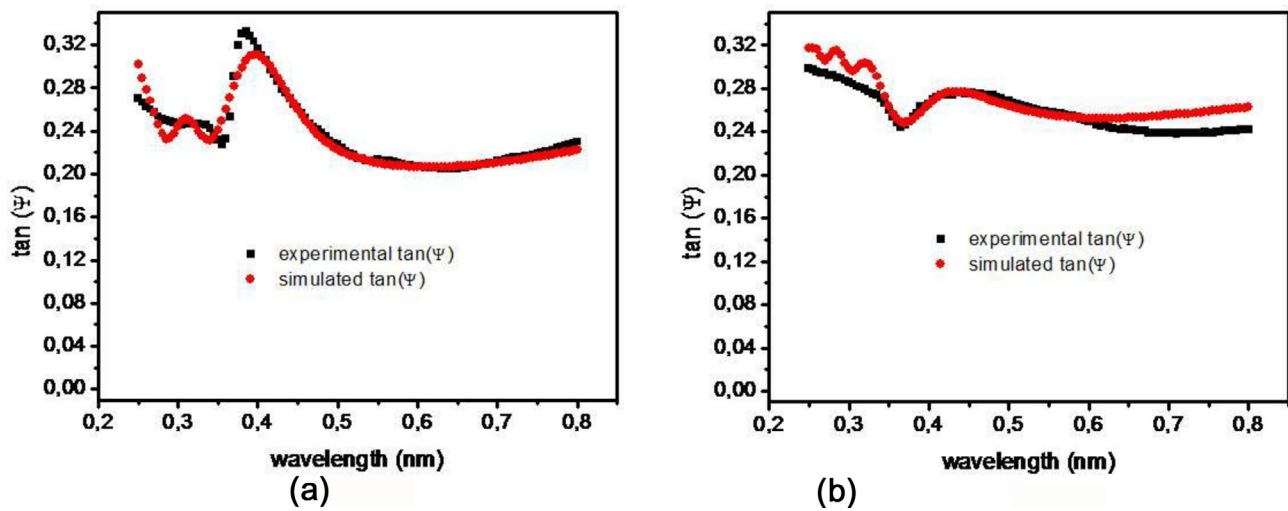 0,32
0,28
0,24
0,20
0,16
0,12
0,08
0,04
0,00
tan (Ψ)
experimental tan(Ψ)
simulated tan(Ψ)
0,2 0,3 0,4 0,5 0,6 0,7 0,8
wavelength (nm)
(a)
0,32
0,28
0,24
0,20
0,16
0,12
0,08
0,04
0,00
tan (Ψ)
experimental tan(Ψ)
simulated tan(Ψ)
0,2 0,3 0,4 0,5 0,6 0,7 0,8
wavelength (nm)
(b)